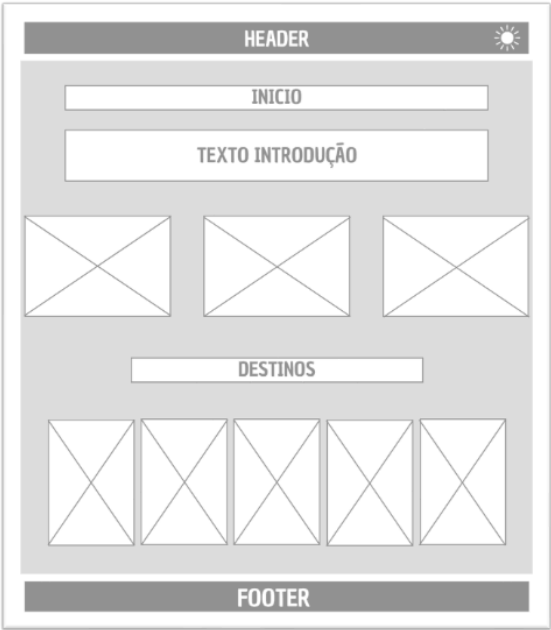 HEADER
INICIO
TEXTO INTRODUÇÃO
DESTINOS
FOOTER